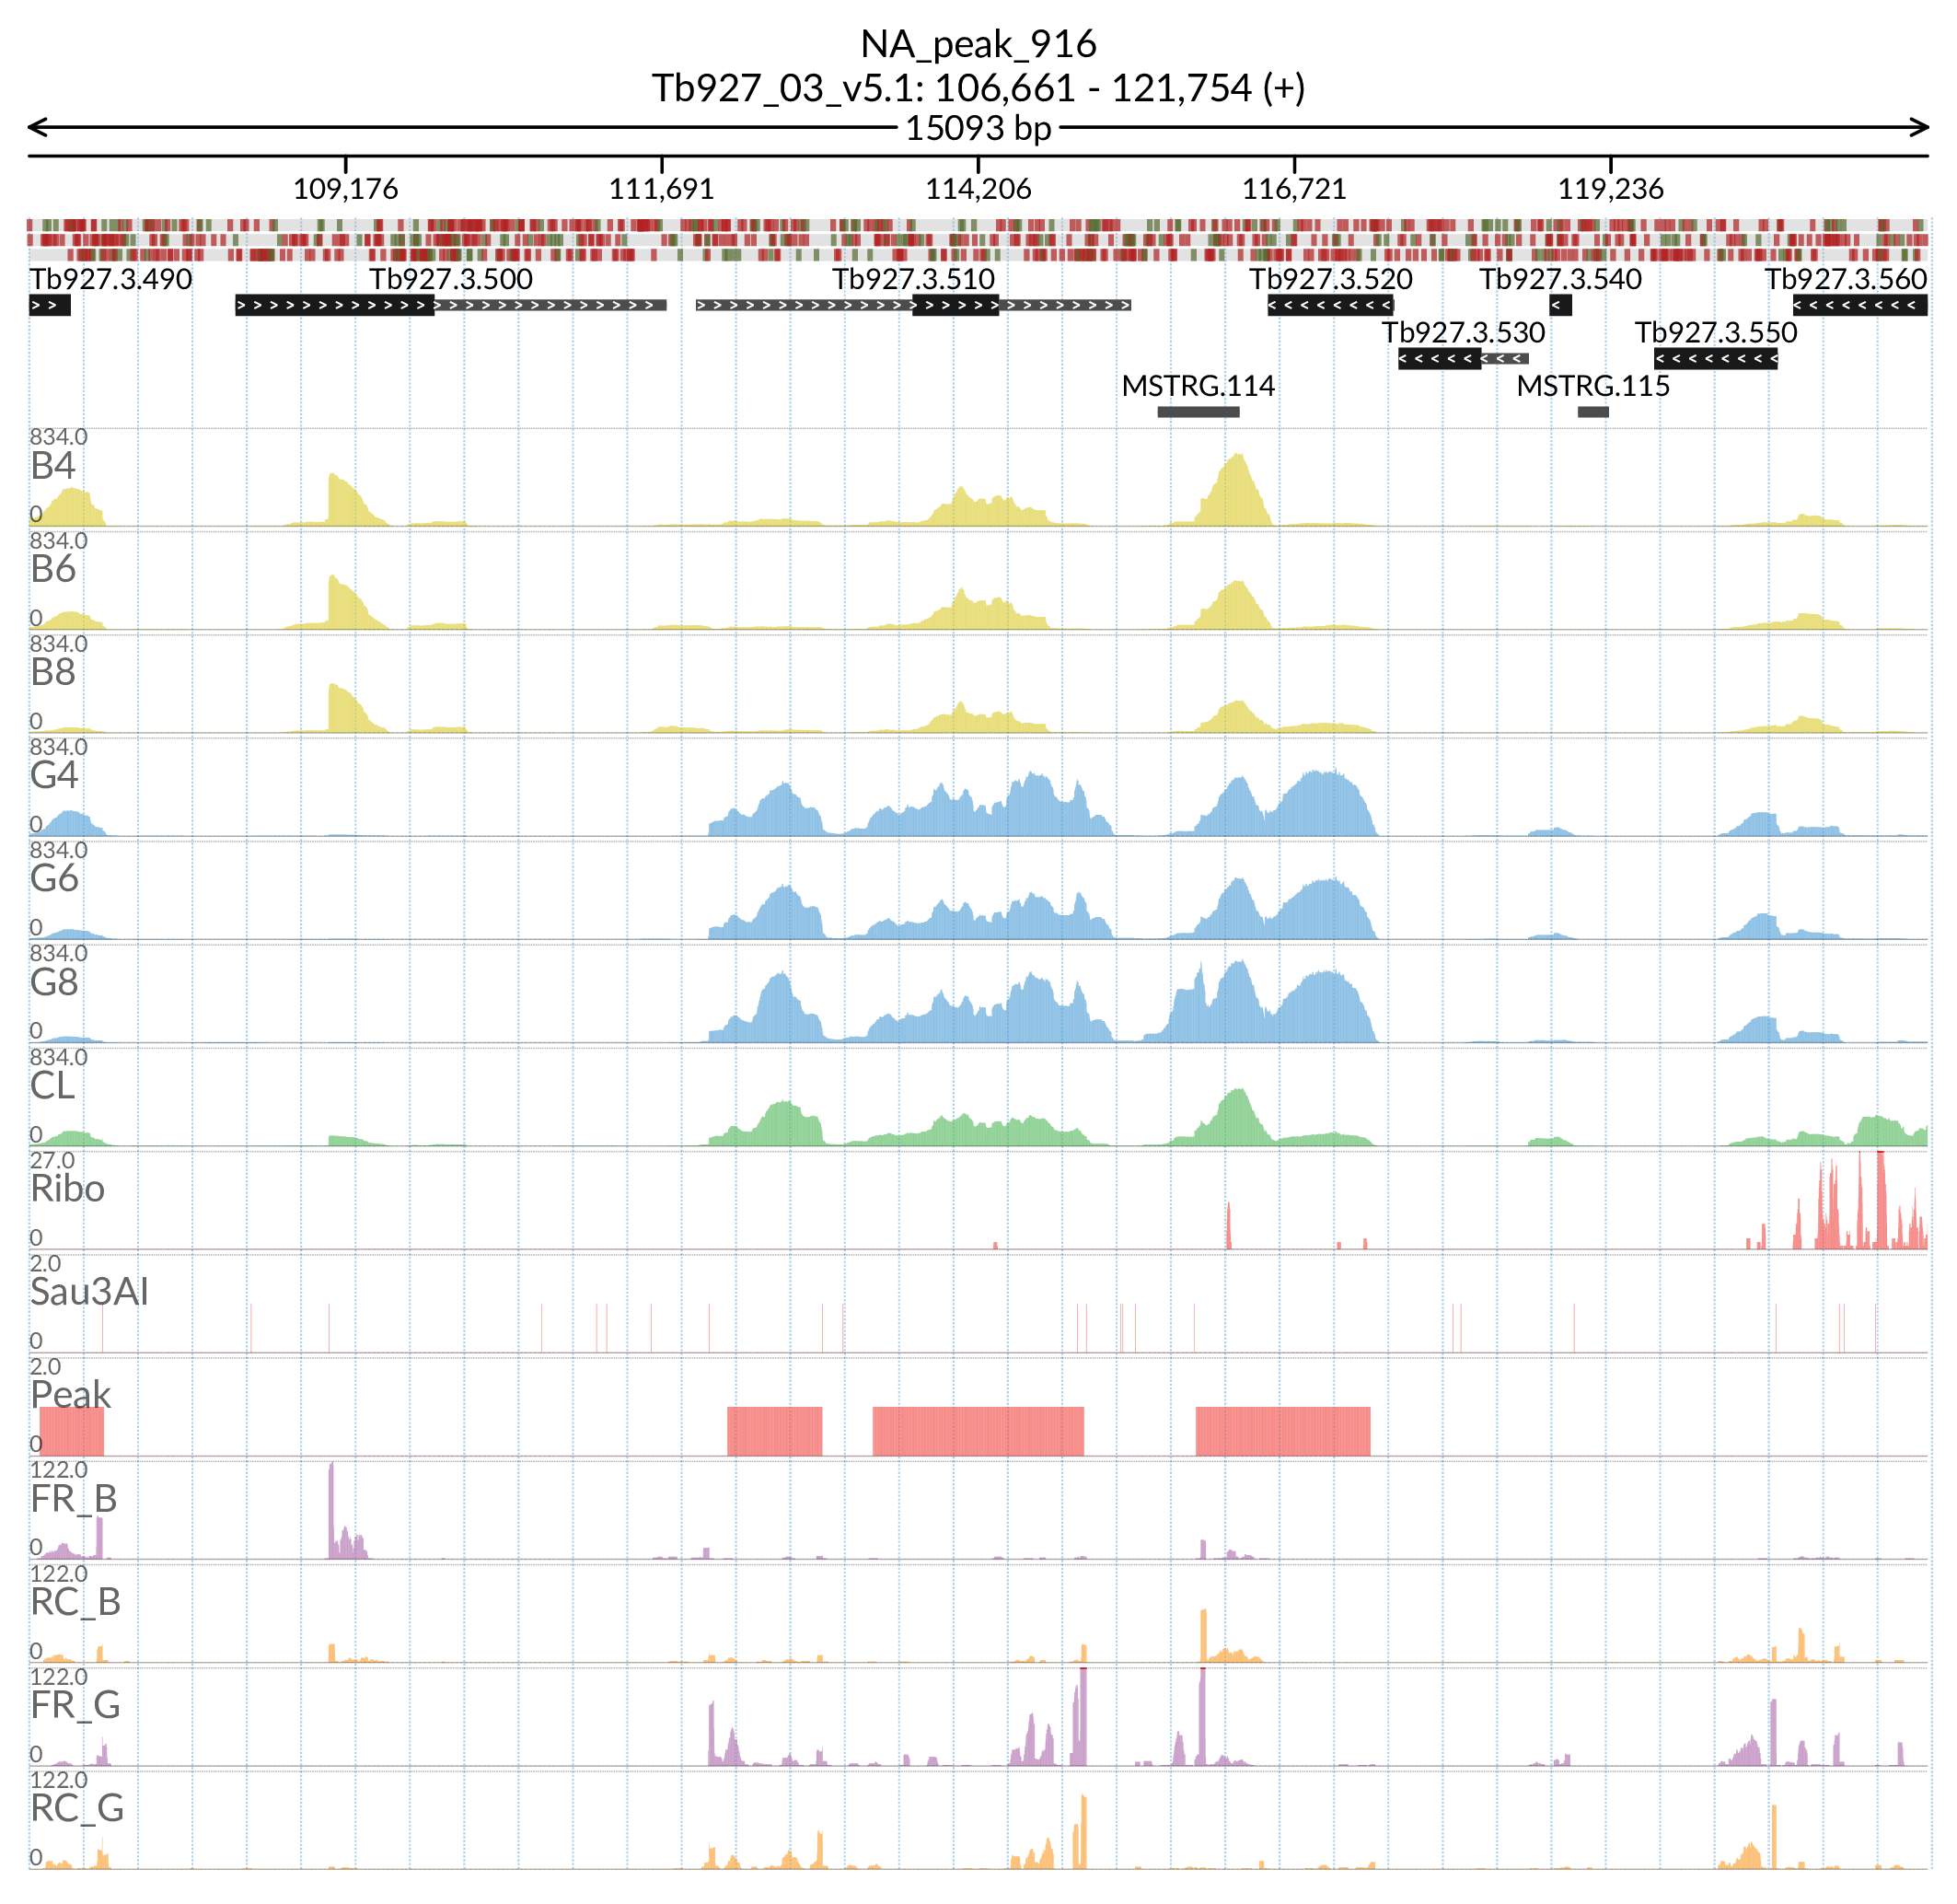 NA_peak_916
Tb927_03_v5.1: 106,661 - 121,754 (+)
15093 bp
109,176 111,691 114,206 116,721 119,236
Tb927.3.490 Tb927.3.500 Tb927.3.510 Tb927.3.520 Tb927.3.540 Tb927.3.560
Tb927.3.530 Tb927.3.550
MSTRG.114 MSTRG.115
834.0
B4
0
834.0
B6
0
834.0
B8
0
834.0
G4
0
834.0
G6
0
834.0
G8
0
834.0
CL
0
27.0
Ribo
0
2.0
Sau3AI
0
2.0
Peak
0
122.0
FR_B
0
122.0
RC_B
0
122.0
FR_G
0
122.0
RC_G
0